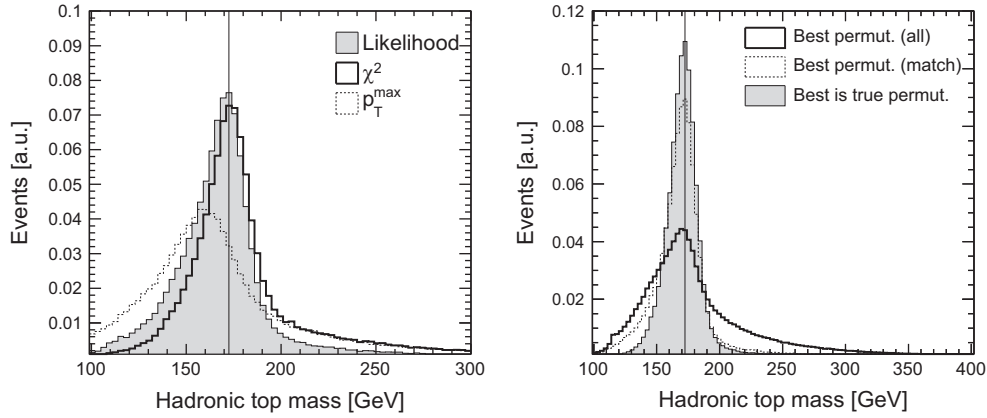 Events [a.u.]
0.1
0.09
0.08
0.07
0.06
0.05
0.04
0.03
0.02
0.01
Likelihood
χ²
p_T^max
100 150 200 250 300
Hadronic top mass [GeV]
Events [a.u.]
0.12
0.1
0.08
0.06
0.04
0.02
Best permut. (all)
Best permut. (match)
Best is true permut.
100 150 200 250 300 350 400
Hadronic top mass [GeV]